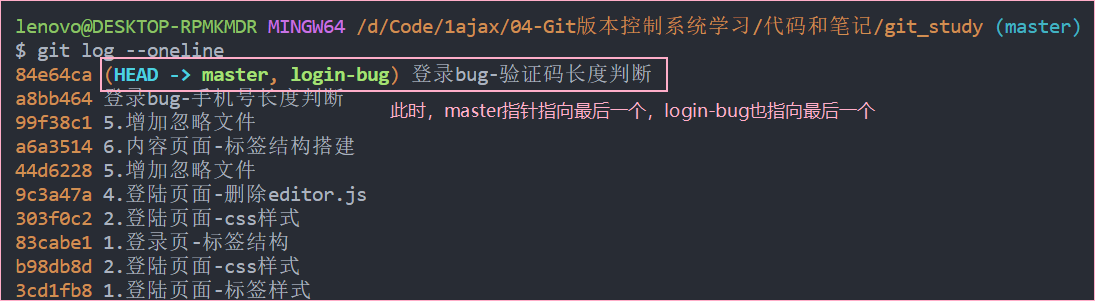 lenovo@DESKTOP-RPMKMDR MINGW64 /d/Code/1ajax/04-Git版本控制系统学习/代码和笔记/git_study (master)
$ git log --oneline
84e64ca (HEAD -> master, login-bug) 登录bug-验证码长度判断
a8bb464 登录bug-手机号长度判断
此时，master指针指向最后一个，login-bug也指向最后一个
99f38c1 5.增加忽略文件
a6a3514 6.内容页面-标签结构搭建
44d6228 5.增加忽略文件
9c3a47a 4.登陆页面-删除editor.js
303f0c2 2.登陆页面-css样式
83cabe1 1.登录页-标签结构
b98db8d 2.登陆页面-css样式
3cd1fb8 1.登陆页面-标签样式